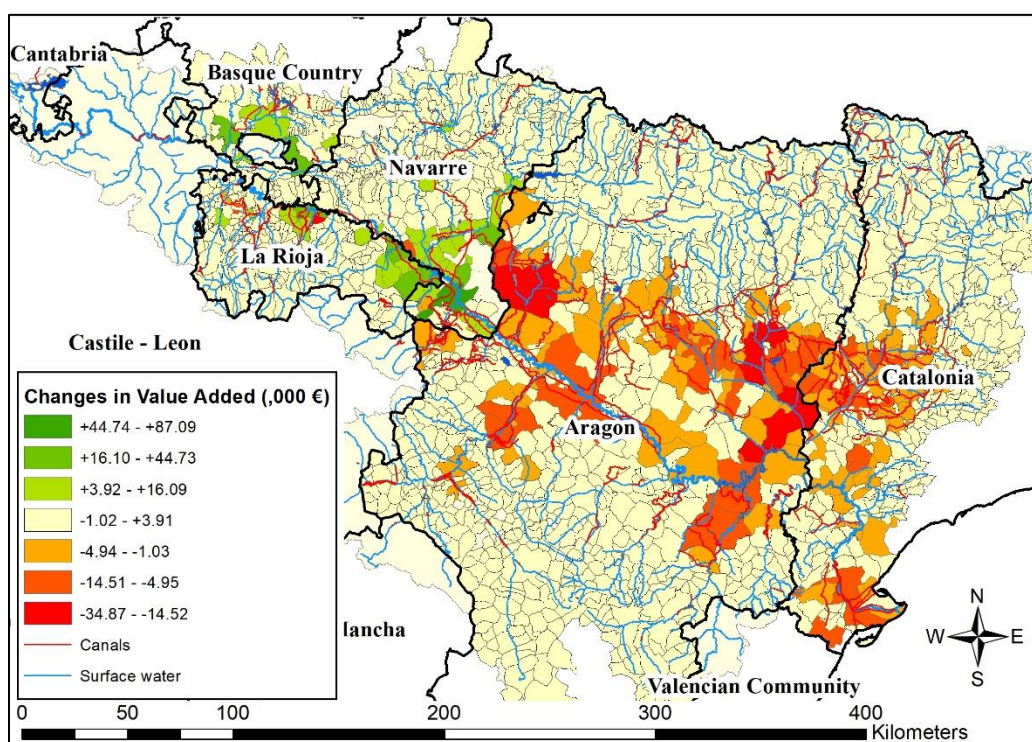 Cantabria
Basque Country
Navarre
La Rioja
Castile - Leon
Catalonia
Aragon
Changes in Value Added (,000 €)
+44.74 - +87.09
+16.10 - +44.73
+3.92 - +16.09
-1.02 - +3.91
-4.94 - -1.03
-14.51 - -4.95
-34.87 - -14.52
Canals
Surface water
lancha
Valencian Community
N
W E
S
0 50 100 200 300 400
Kilometers